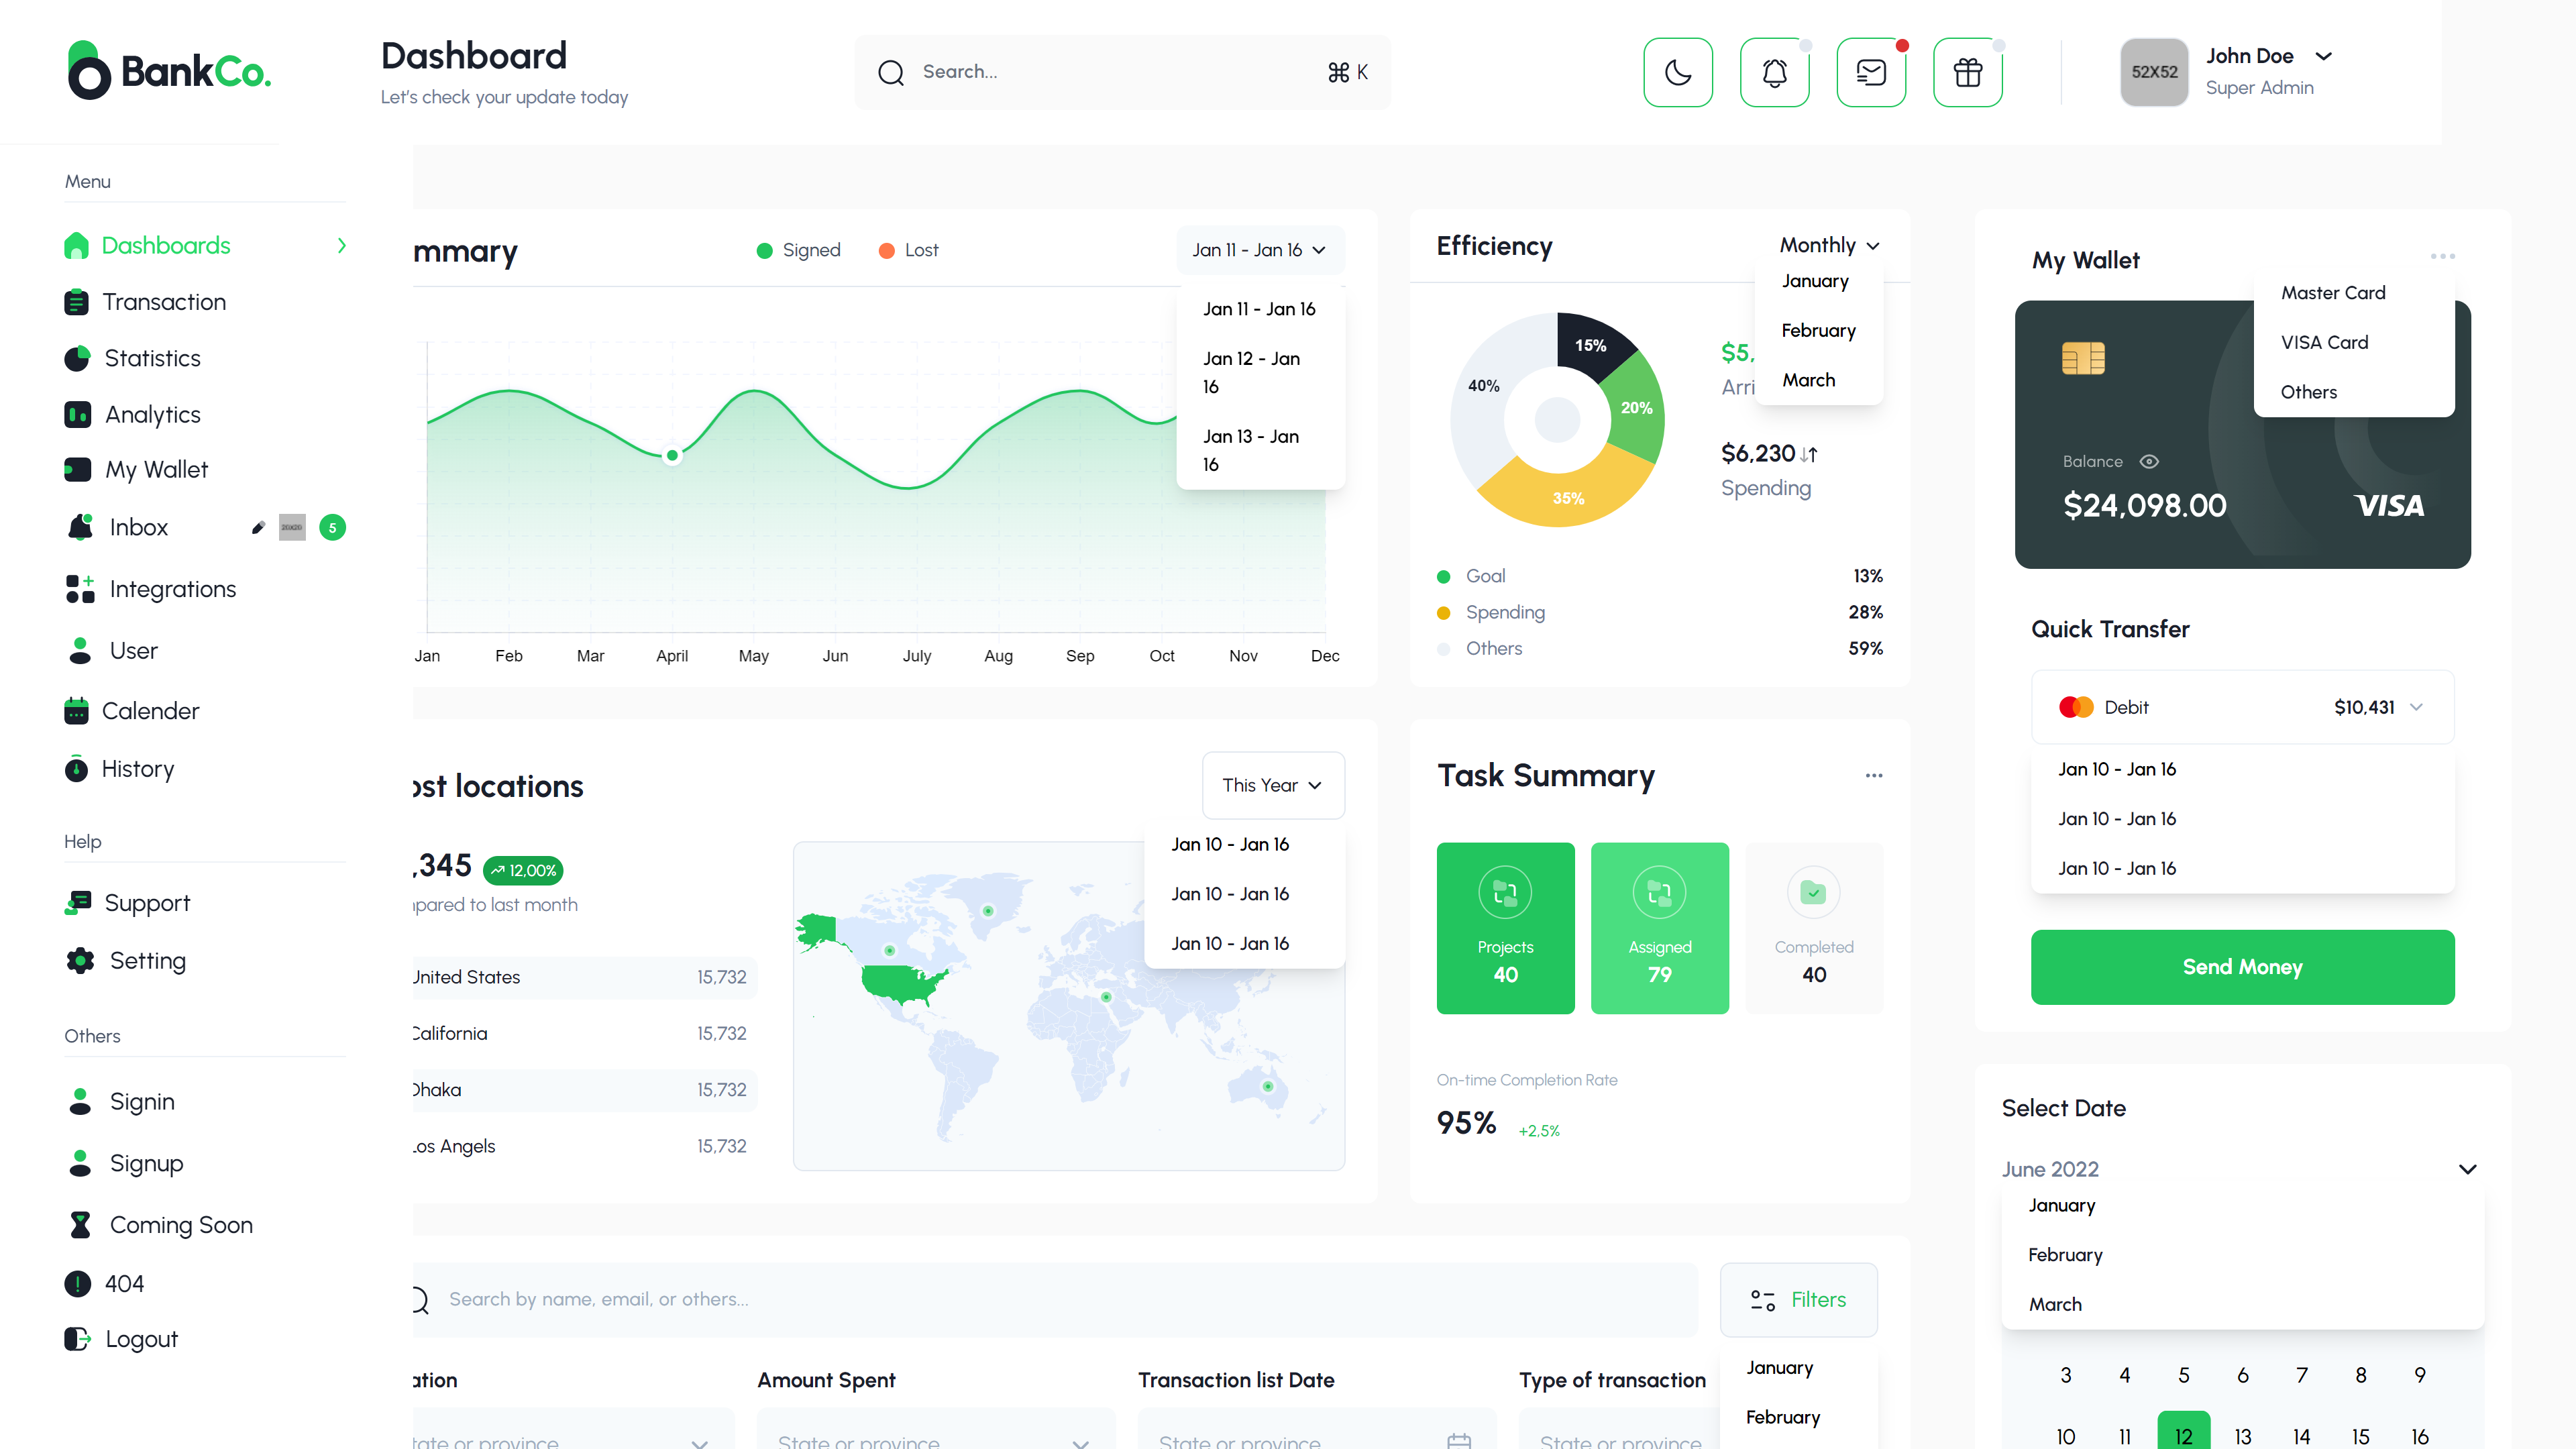 BankCo.
Dashboard
Let's check your update today
Search...
⌘ K
52X52
John Doe
Super Admin
Menu
Dashboards
Transaction
Statistics
Analytics
My Wallet
Inbox
20X20
5
Integrations
User
Calender
History
Help
Support
Setting
Others
Signin
Signup
Coming Soon
404
Logout
mmary
Signed
Lost
Jan 11 - Jan 16
Jan 11 - Jan 16
Jan 12 - Jan
16
Jan 13 - Jan
16
Jan
Feb
Mar
April
May
Jun
July
Aug
Sep
Oct
Nov
Dec
Efficiency
Monthly
January
February
March
15%
20%
35%
40%
$5,
Arri
$6,230
Spending
Goal
13%
Spending
28%
Others
59%
My Wallet
Master Card
VISA Card
Others
Balance
$24,098.00
VISA
Quick Transfer
Debit
$10,431
Jan 10 - Jan 16
Jan 10 - Jan 16
Jan 10 - Jan 16
Send Money
ost locations
This Year
Jan 10 - Jan 16
Jan 10 - Jan 16
Jan 10 - Jan 16
,345
12,00%
pared to last month
United States
15,732
California
15,732
Dhaka
15,732
Los Angels
15,732
Task Summary
Projects
40
Assigned
79
Completed
40
On-time Completion Rate
95%
+2,5%
Select Date
June 2022
January
February
March
3 4 5 6 7 8 9
10 11 12 13 14 15 16
Search by name, email, or others...
Filters
January
February
ation
Amount Spent
Transaction list Date
Type of transaction
tate or province
State or province
State or province
State or province